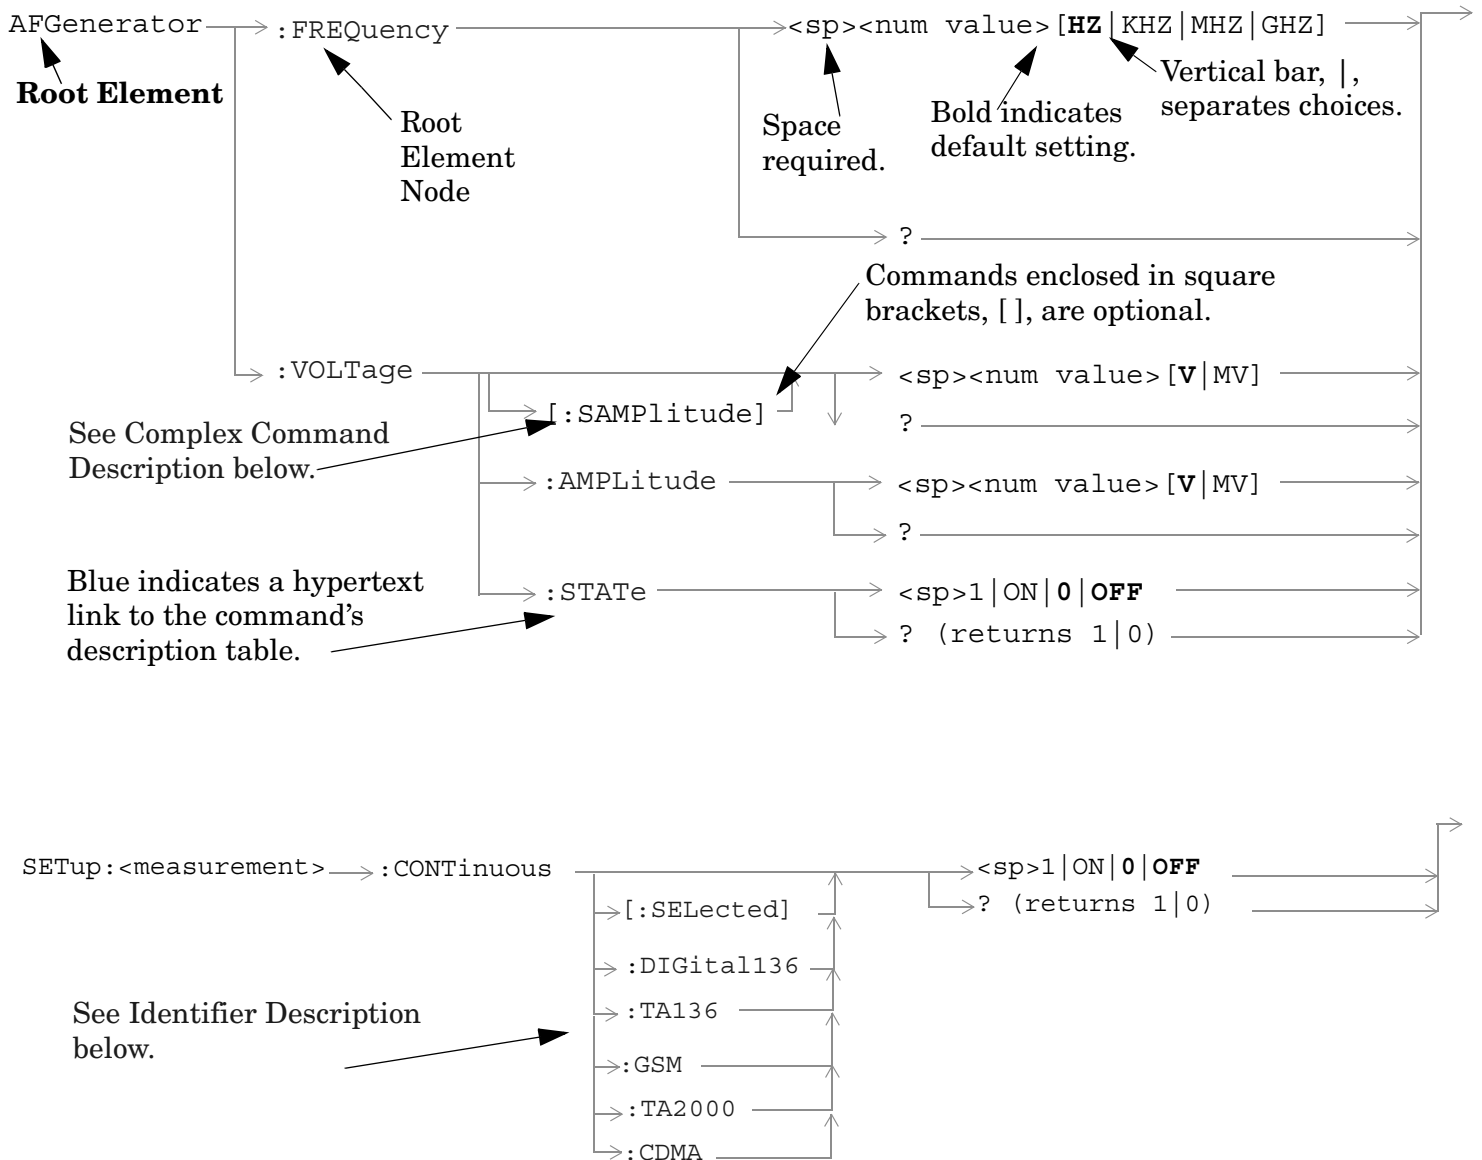 AFGenerator :FREQuency <sp><num value>[HZ|KHZ|MHZ|GHZ]
Root Element
Root
Element
Node
Space
required.
Bold indicates
default setting.
Vertical bar, |,
separates choices.
?
Commands enclosed in square
brackets, [ ], are optional.
:VOLTage <sp><num value>[V|MV]
[:SAMPlitude] ?
See Complex Command
Description below.
:AMPLitude <sp><num value>[V|MV]
?
Blue indicates a hypertext
link to the command's
description table.
:STATe <sp>1|ON|0|OFF
? (returns 1|0)
SETup:<measurement> :CONTinuous <sp>1|ON|0|OFF
[:SELected] ? (returns 1|0)
:DIGital136
:TA136
See Identifier Description
below.
:GSM
:TA2000
:CDMA